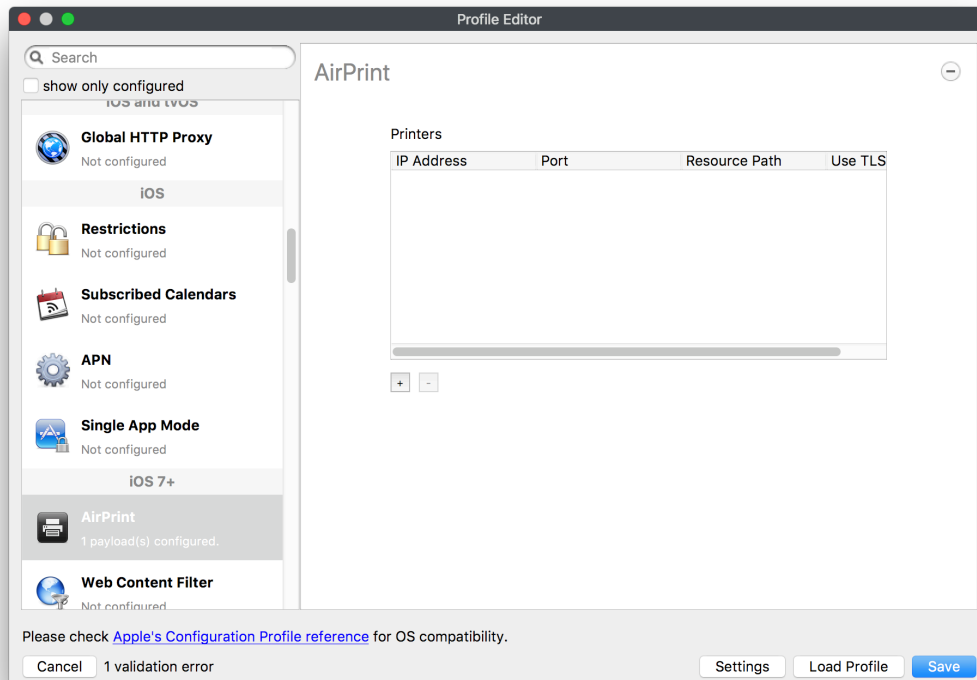 Profile Editor
Search
show only configured
iOS and tvOS
Global HTTP Proxy
Not configured
iOS
Restrictions
Not configured
Subscribed Calendars
Not configured
APN
Not configured
Single App Mode
Not configured
iOS 7+
AirPrint
1 payload(s) configured.
Web Content Filter
Not configured
AirPrint
Printers
IP Address Port Resource Path Use TLS
+ -
Please check Apple's Configuration Profile reference for OS compatibility.
Cancel 1 validation error Settings Load Profile Save